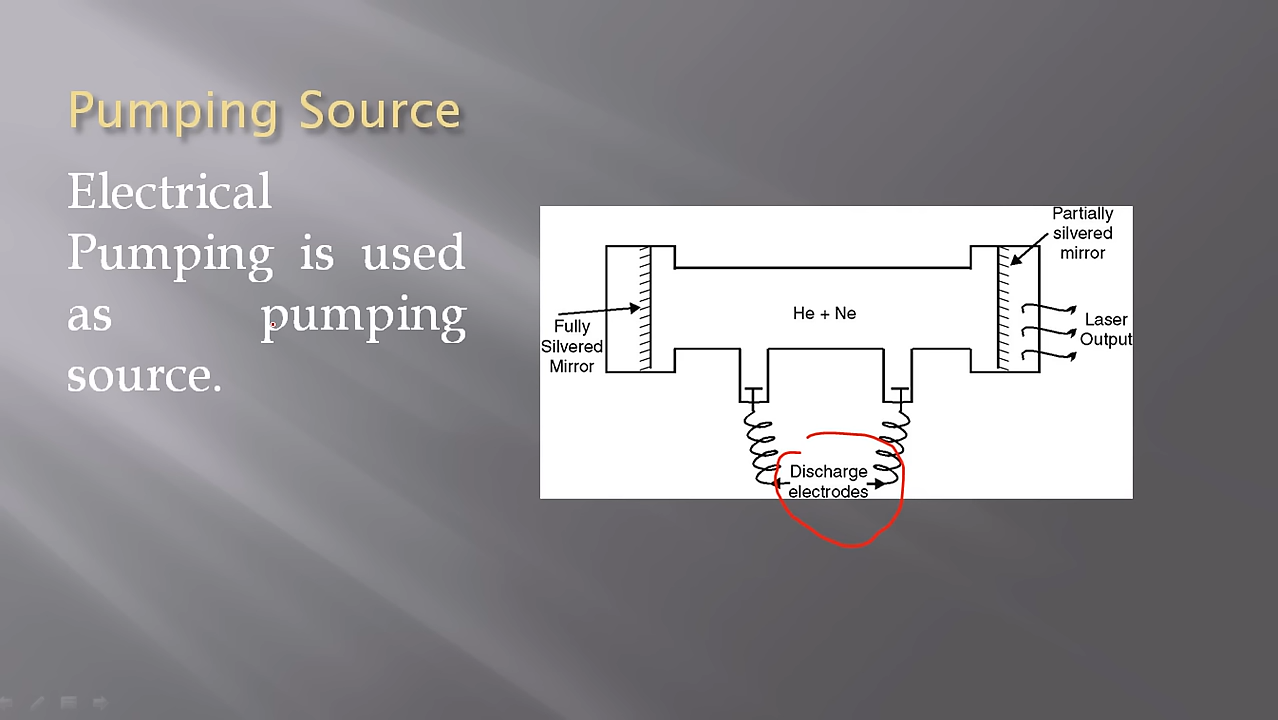 Pumping Source
Electrical
Pumping is used
as pumping
source.
Partially
silvered
mirror
He + Ne
Fully
Silvered
Mirror
Laser
Output
Discharge
electrodes